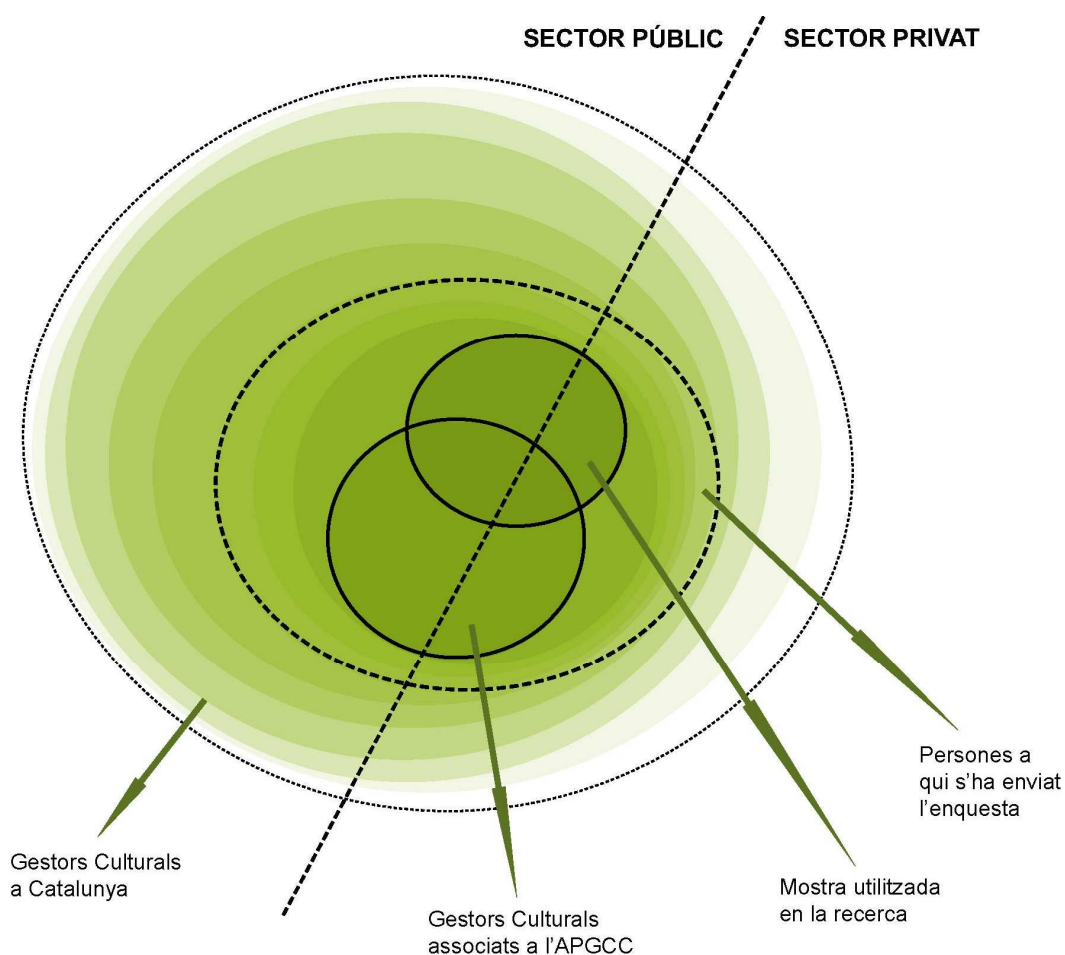 SECTOR PÚBLIC
SECTOR PRIVAT
Persones a
qui s'ha enviat
l'enquesta
Gestors Culturals
a Catalunya
Mostra utilitzada
en la recerca
Gestors Culturals
associats a l'APGCC